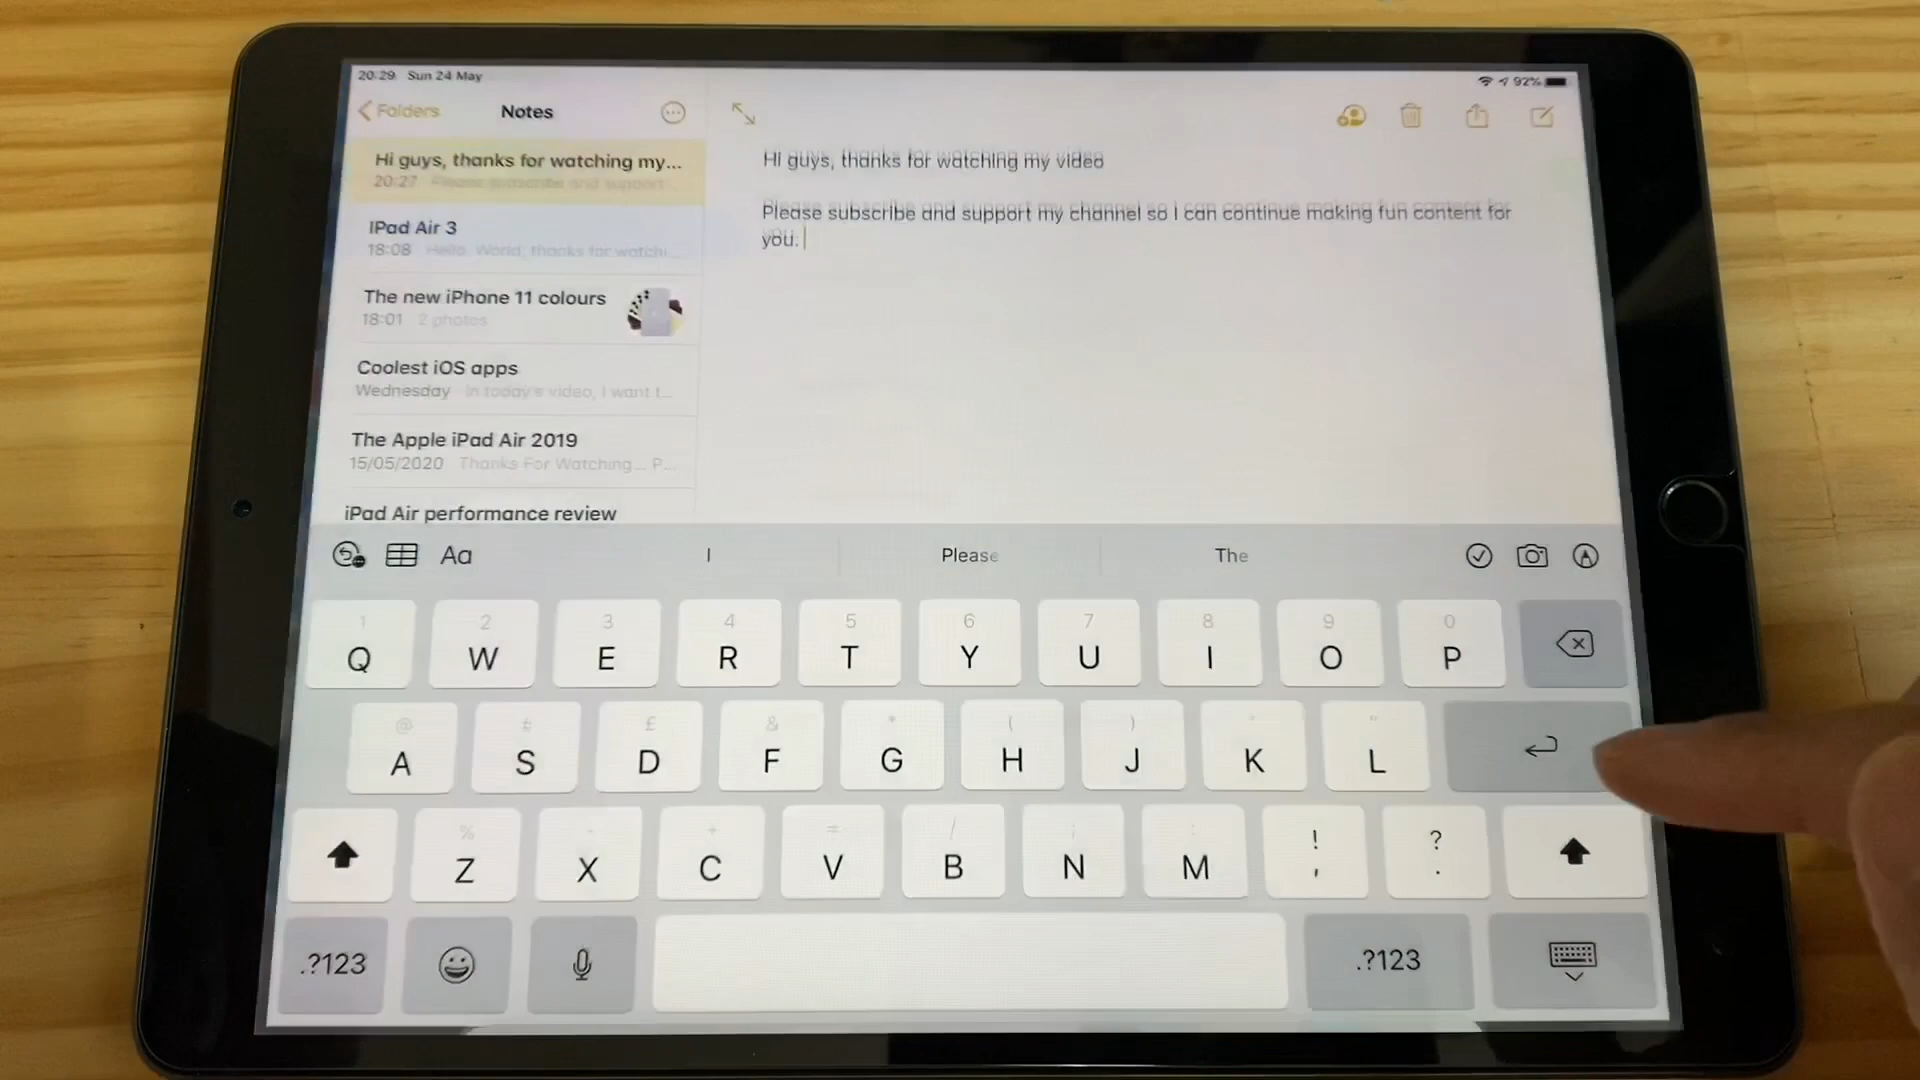 20:29 Sun 24 May
92%
Folders
Notes
Hi guys, thanks for watching my...
20:27 Please subscribe and support
IPad Air 3
18:08 Hello, World, thanks for watchi...
The new iPhone 11 colours
18:01 2 photos
Coolest iOS apps
Wednesday in today's video, I want t...
The Apple iPad Air 2019
15/05/2020 Thanks For Watching... P...
iPad Air performance review
Hi guys, thanks for watching my video
Please subscribe and support my channel so I can continue making fun content for
you.
Aa I Please The
1 2 3 4 5 6 7 8 9 0
Q W E R T Y U I O P
@ £ & * ( ) ' "
A S D F G H J K L
% - + = / ; : ! ?
Z X C V B N M , .
.?123 .?123